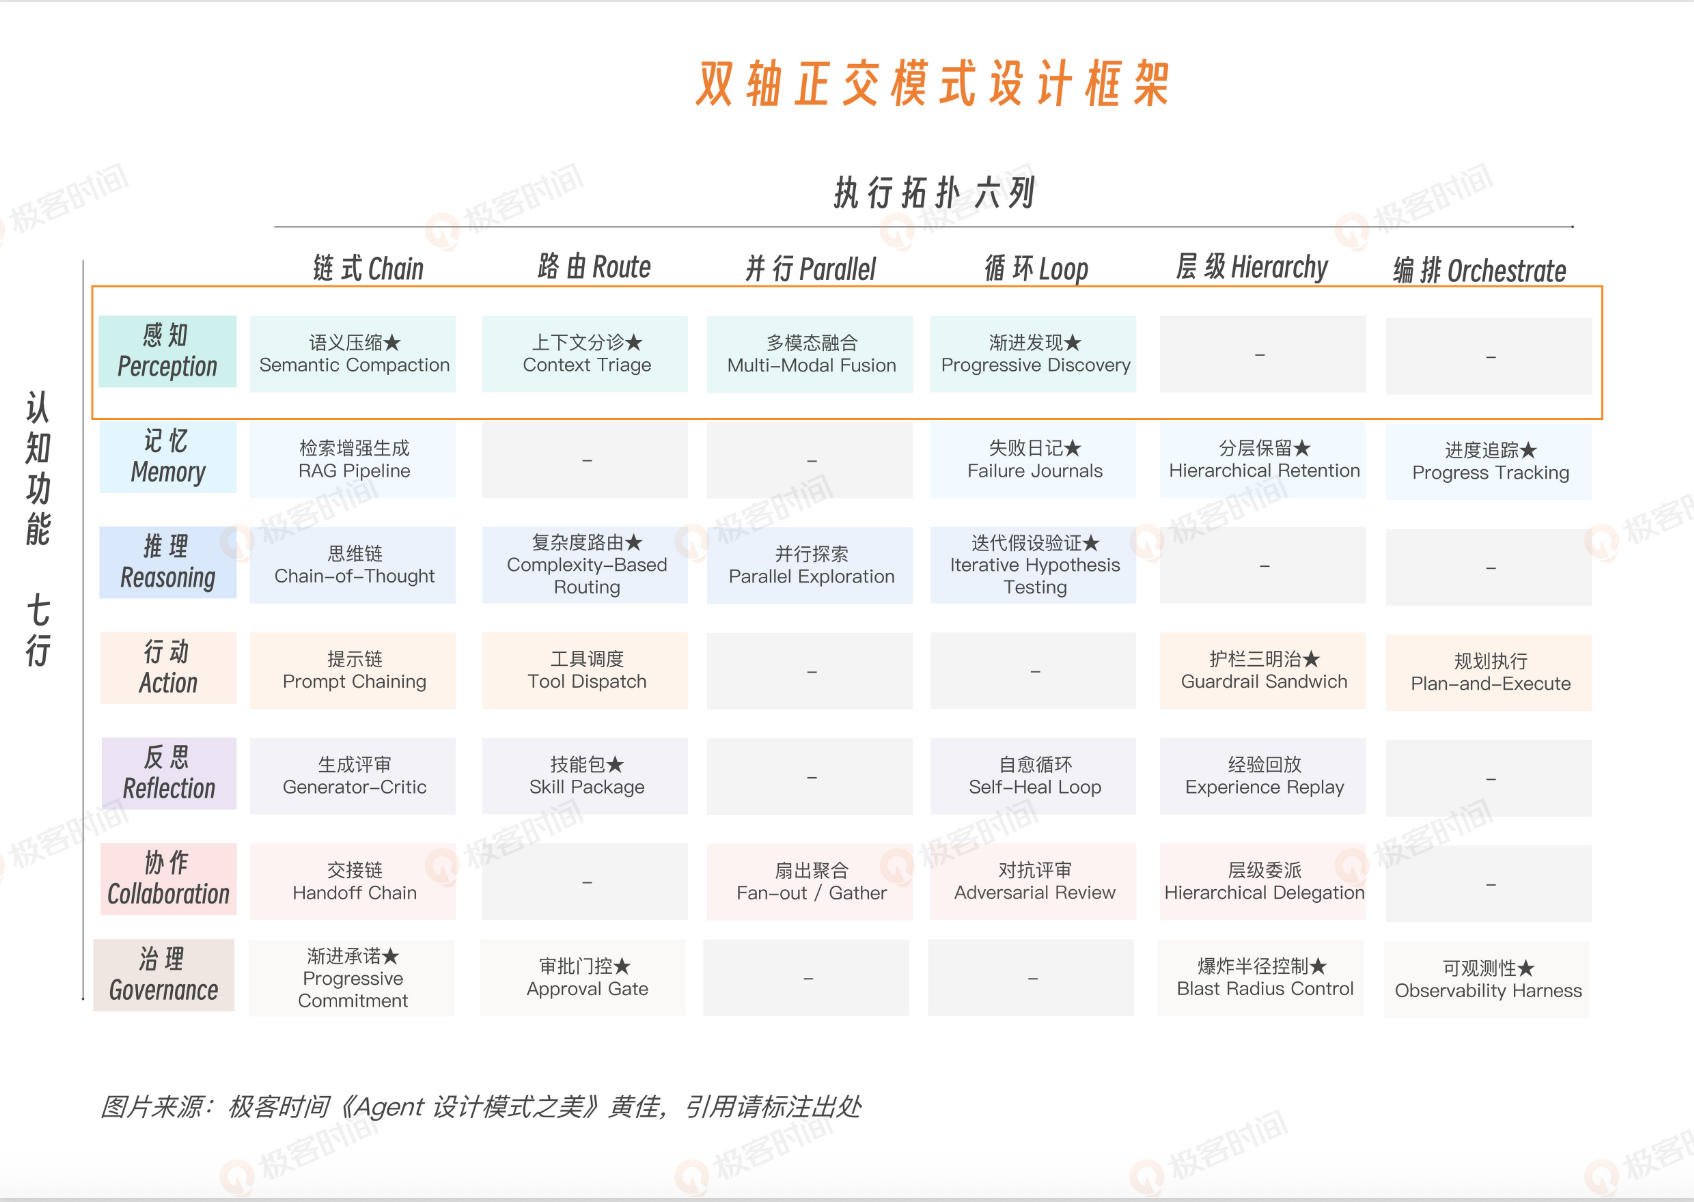 双轴正交模式设计框架
执行拓扑 六列
链式 Chain
路由 Route
并行 Parallel
循环 Loop
层级 Hierarchy
编排 Orchestrate
认知功能 七行
感知
Perception
语义压缩★
Semantic Compaction
上下文分诊★
Context Triage
多模态融合
Multi-Modal Fusion
渐进发现★
Progressive Discovery
–
–
记忆
Memory
检索增强生成
RAG Pipeline
–
–
失败日记★
Failure Journals
分层保留★
Hierarchical Retention
进度追踪★
Progress Tracking
推理
Reasoning
思维链
Chain-of-Thought
复杂度路由★
Complexity-Based
Routing
并行探索
Parallel Exploration
迭代假设验证★
Iterative Hypothesis
Testing
–
–
行动
Action
提示链
Prompt Chaining
工具调度
Tool Dispatch
–
–
护栏三明治★
Guardrail Sandwich
规划执行
Plan-and-Execute
反思
Reflection
生成评审
Generator-Critic
技能包★
Skill Package
–
自愈循环
Self-Heal Loop
经验回放
Experience Replay
–
协作
Collaboration
交接链
Handoff Chain
–
扇出聚合
Fan-out / Gather
对抗评审
Adversarial Review
层级委派
Hierarchical Delegation
–
治理
Governance
渐进承诺★
Progressive
Commitment
审批门控★
Approval Gate
–
–
爆炸半径控制★
Blast Radius Control
可观测性★
Observability Harness
图片来源：极客时间《Agent 设计模式之美》黄佳，引用请标注出处
极客时间